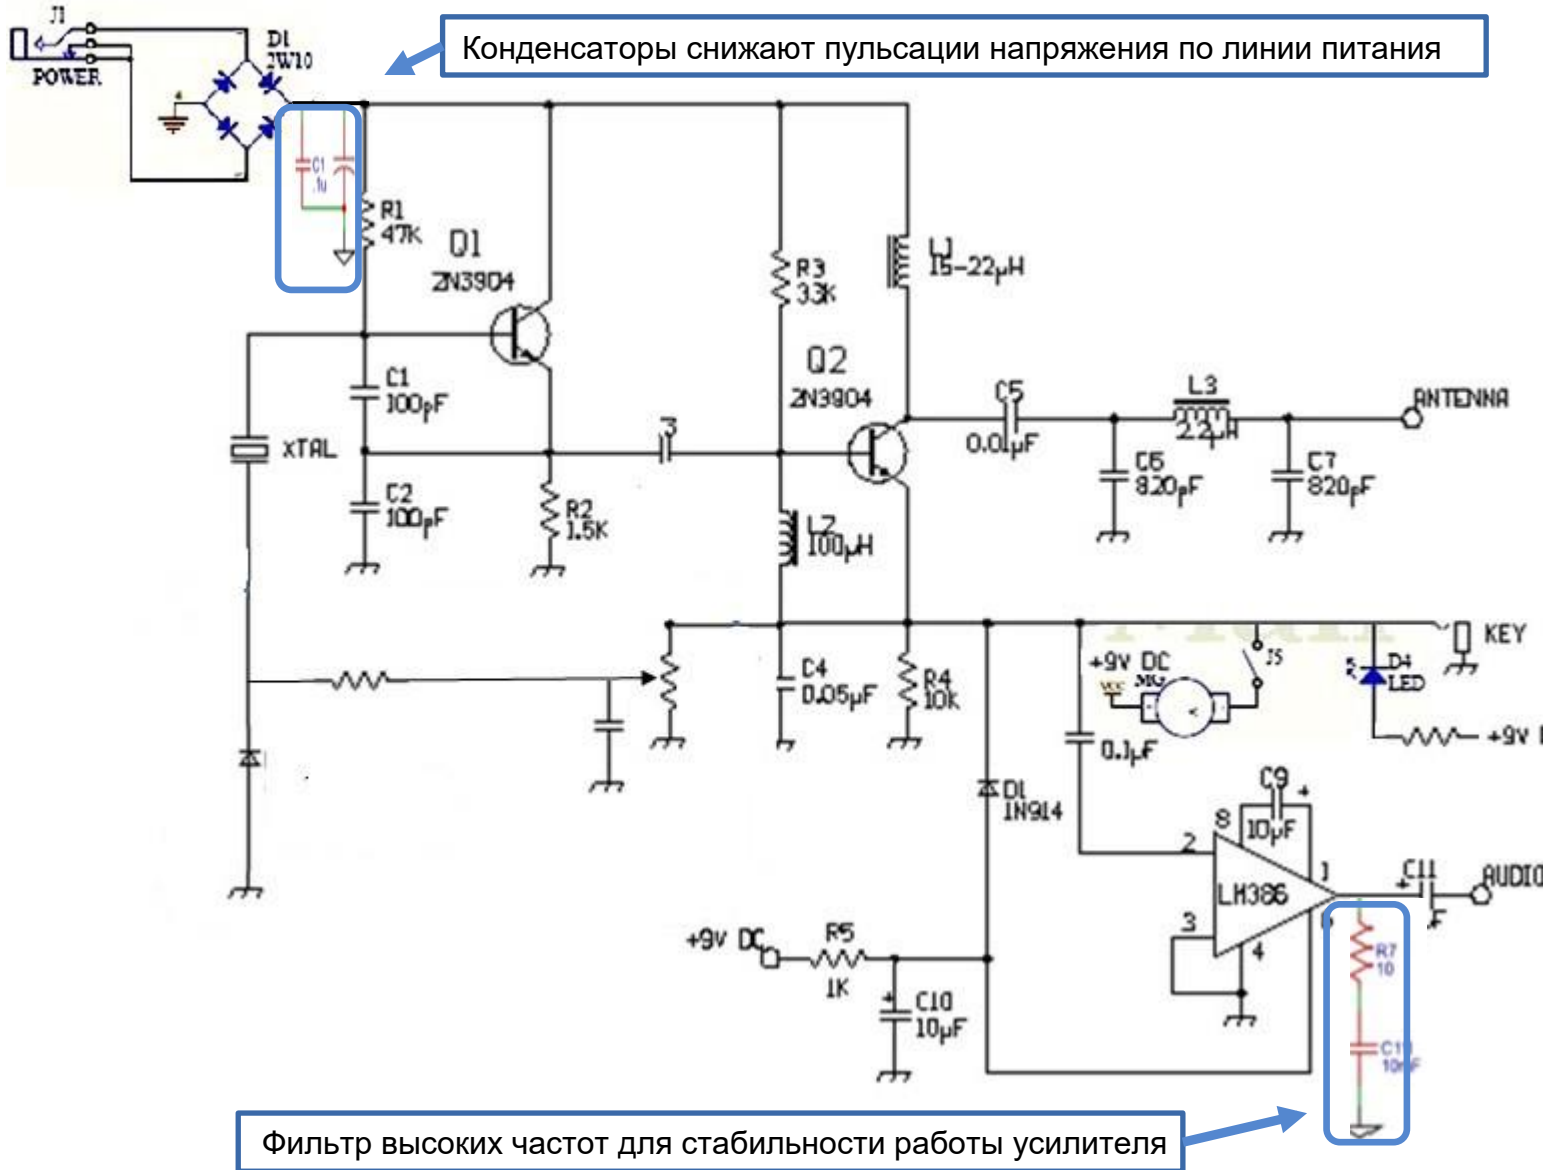 J1
POWER
D1
2W10
Конденсаторы снижают пульсации напряжения по линии питания
C1
.1u
R1
47K
Q1
2N3904
R3
33K
L1
15-22µH
Q2
2N3904
C1
100pF
XTAL
C2
100pF
R2
1.5K
3
C5
0.01µF
L3
2.2µH
ANTENNA
C6
820pF
C7
820pF
L2
100µH
C4
0.05µF
R4
10K
KEY
+9V DC
VCC
J5
D4
LED
+9V
0.1µF
D1
1N914
C9
+
10µF
8
2
1
LM386
3
4
C11
+
AUDIO
R7
10
+9V DC
R5
1K
+
C10
10µF
Фильтр высоких частот для стабильности работы усилителя